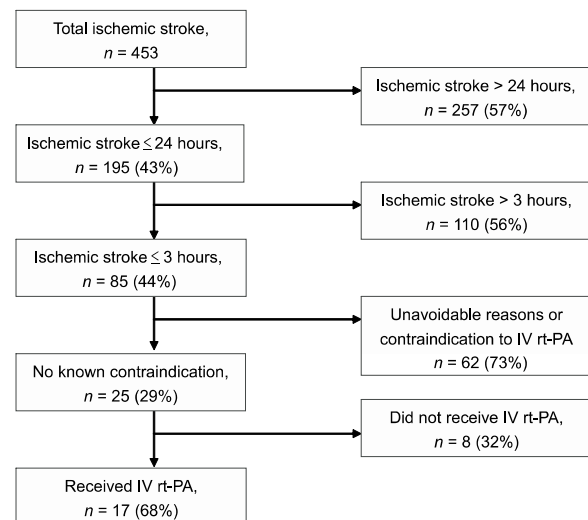 Total ischemic stroke,
n = 453
Ischemic stroke > 24 hours,
n = 257 (57%)
Ischemic stroke ≤ 24 hours,
n = 195 (43%)
Ischemic stroke > 3 hours,
n = 110 (56%)
Ischemic stroke ≤ 3 hours,
n = 85 (44%)
Unavoidable reasons or
contraindication to IV rt-PA
n = 62 (73%)
No known contraindication,
n = 25 (29%)
Did not receive IV rt-PA,
n = 8 (32%)
Received IV rt-PA,
n = 17 (68%)